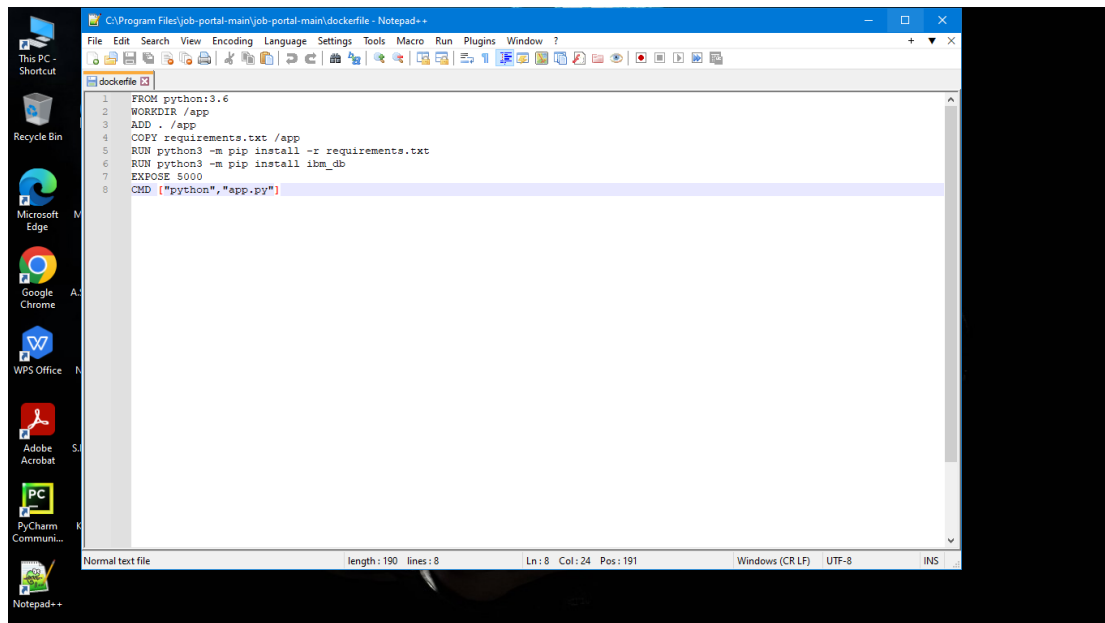 C:\Program Files\job-portal-main\job-portal-main\dockerfile - Notepad++
File Edit Search View Encoding Language Settings Tools Macro Run Plugins Window ?
dockerfile
1 FROM python:3.6
2 WORKDIR /app
3 ADD . /app
4 COPY requirements.txt /app
5 RUN python3 -m pip install -r requirements.txt
6 RUN python3 -m pip install ibm_db
7 EXPOSE 5000
8 CMD ["python","app.py"]
Normal text file length : 190 lines : 8 Ln : 8 Col : 24 Pos : 191 Windows (CR LF) UTF-8 INS
This PC -
Shortcut
Recycle Bin
Microsoft
Edge
M
Google
Chrome
WPS Office
N
Adobe
Acrobat
PC
PyCharm
Communi...
K
Notepad++